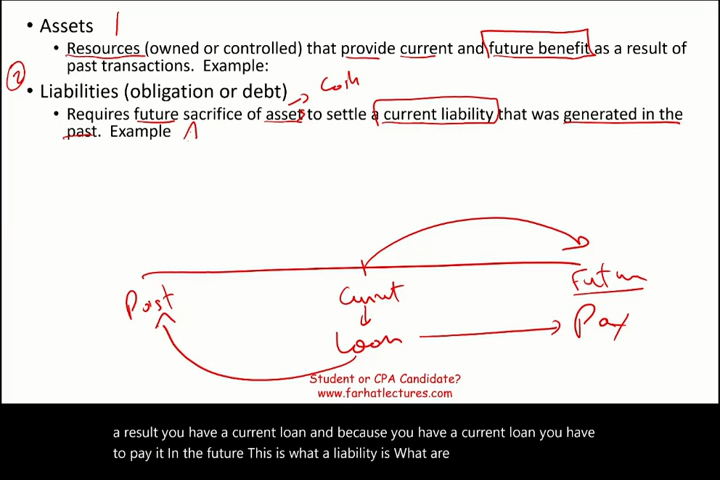 • Assets
• Resources (owned or controlled) that provide current and future benefit as a result of
past transactions. Example:
• Liabilities (obligation or debt)
Cash
• Requires future sacrifice of assets to settle a current liability that was generated in the
past. Example
Past
Future
Loan
Pay
Student or CPA Candidate?
www.farhatlectures.com
a result you have a current loan and because you have a current loan you have
to pay it In the future This is what a liability is What are